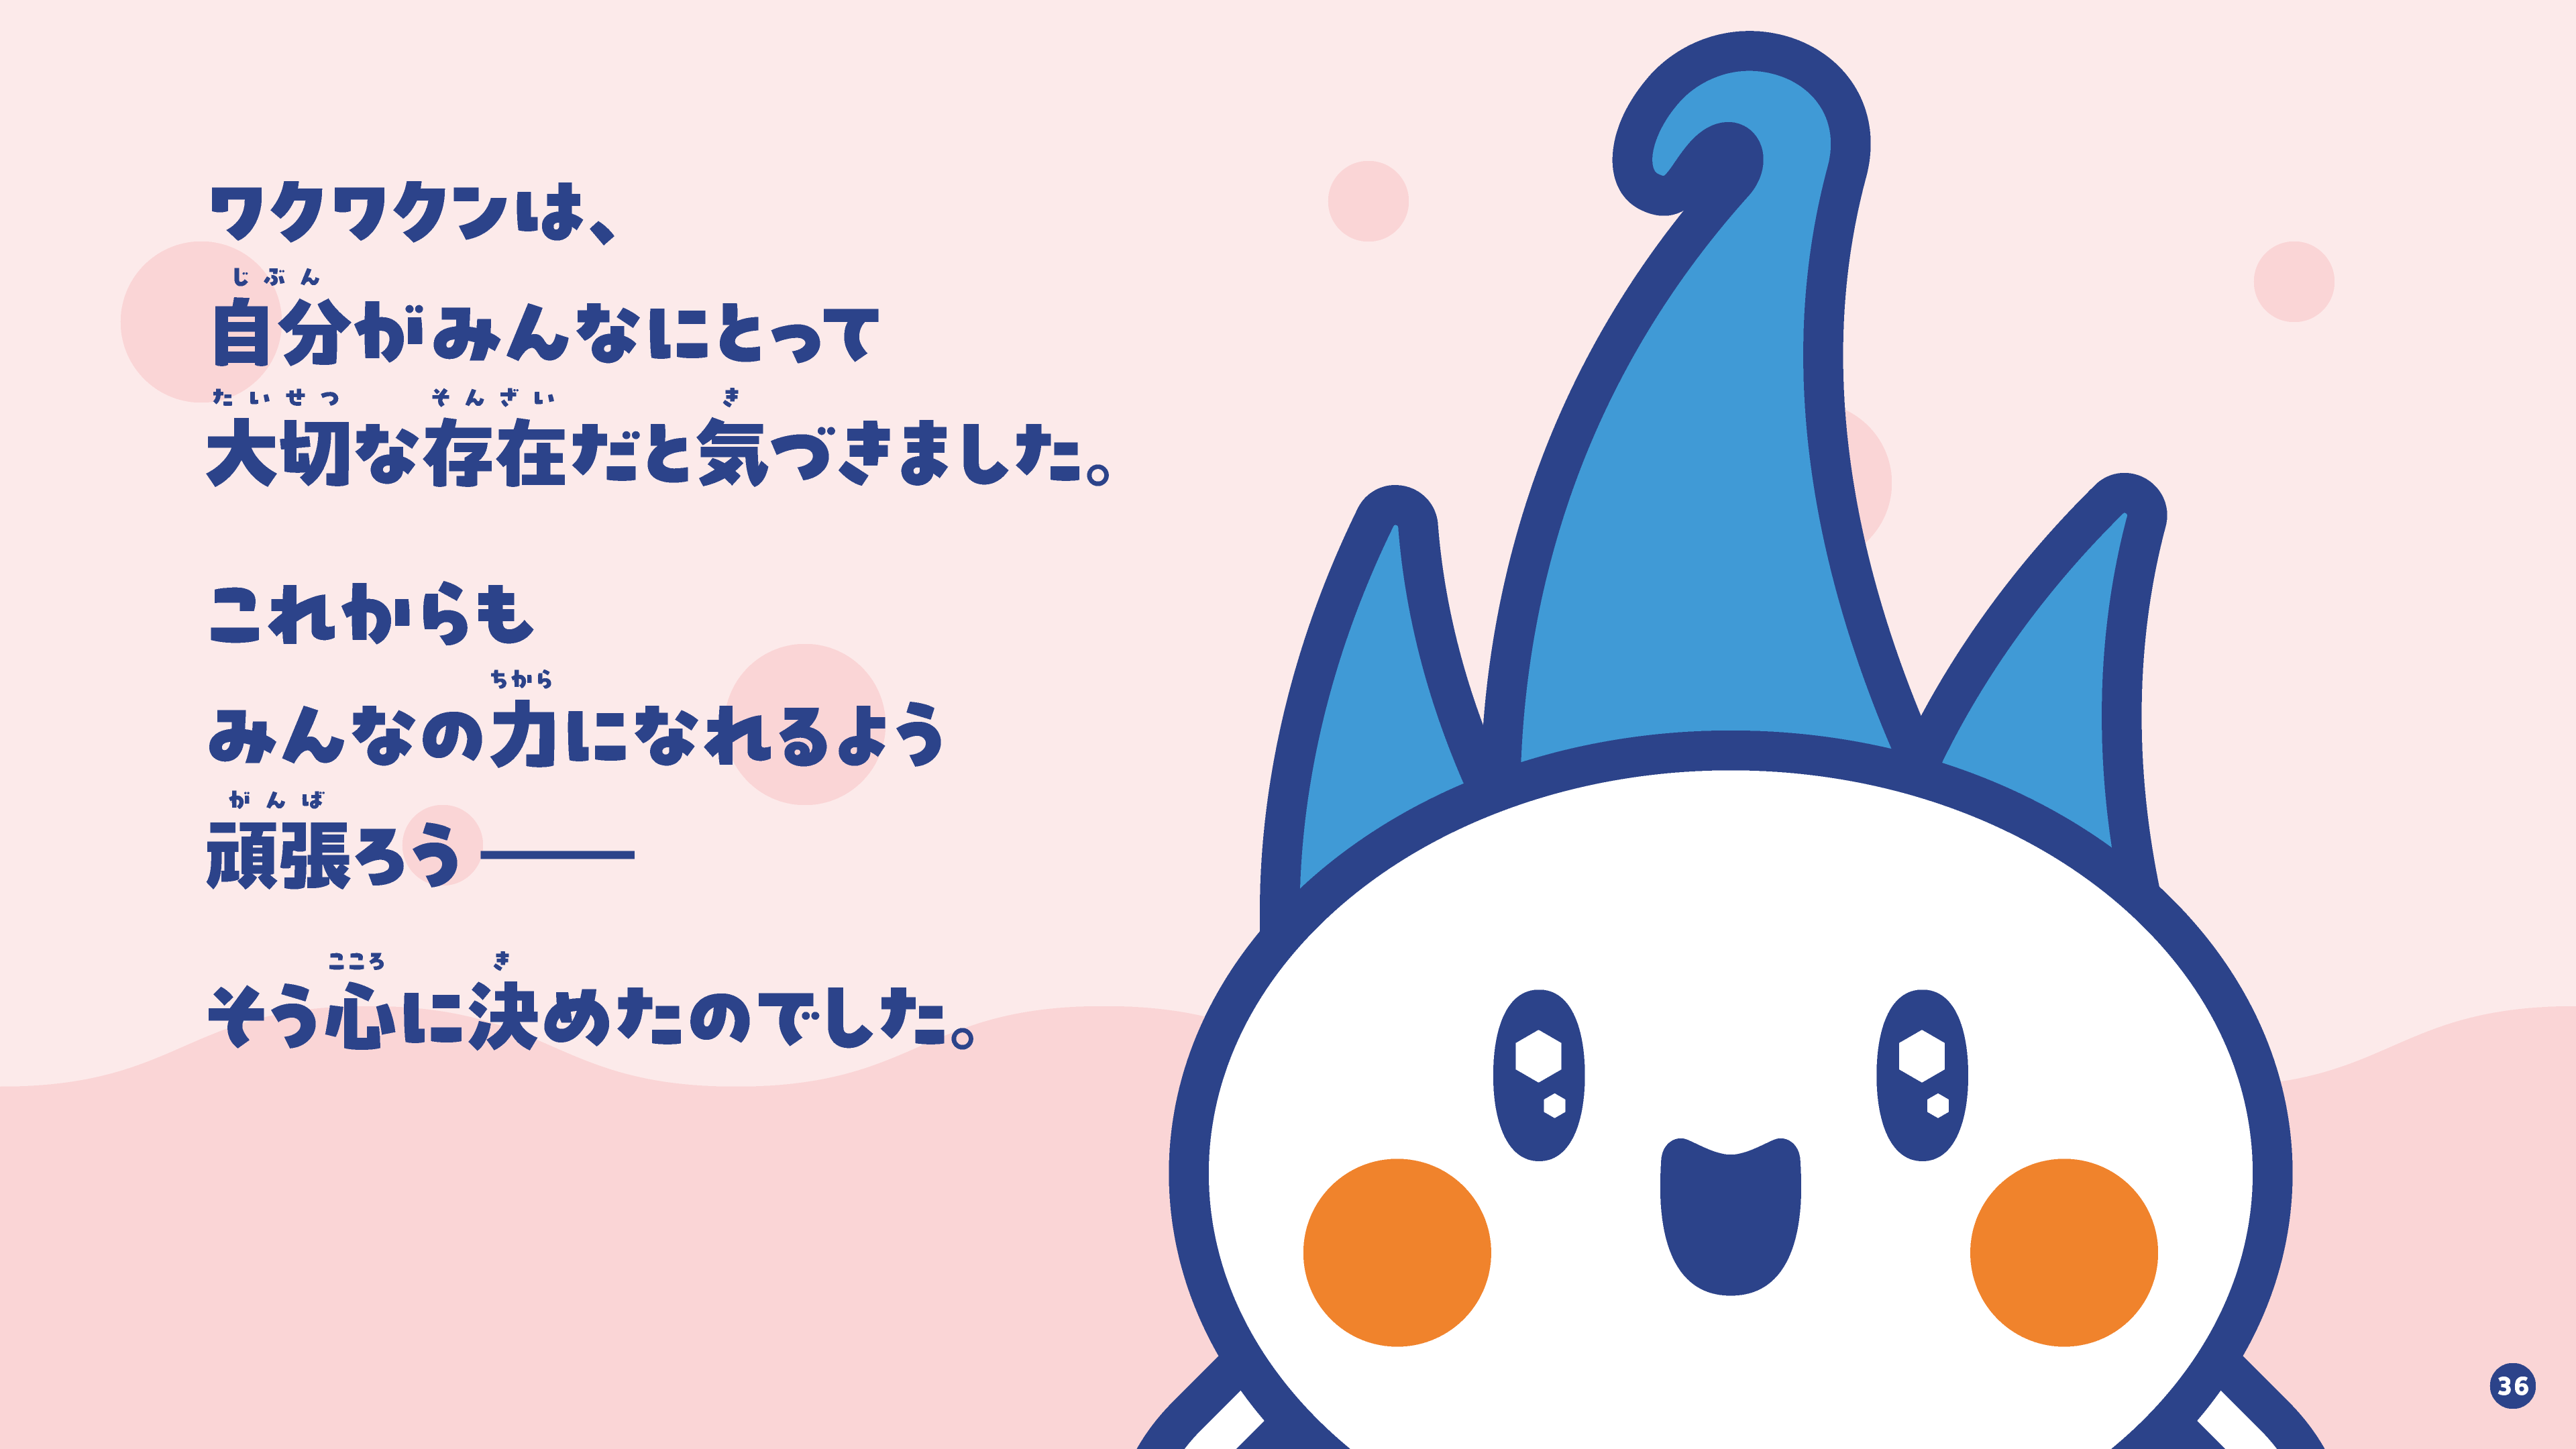 ワクワクンは、
じぶん
自分がみんなにとって
たいせつ そんざい き
大切な存在だと気づきました。
これからも
ちから
みんなの力になれるよう
がんば
頑張ろう――
こころ き
そう心に決めたのでした。
36